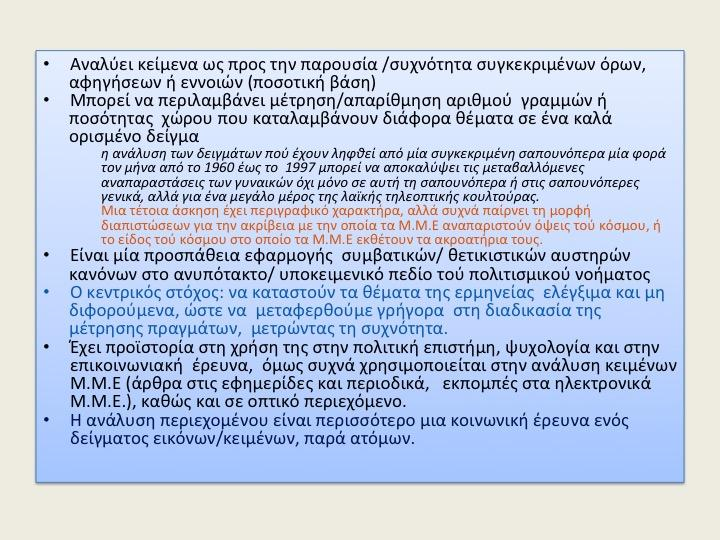 • Αναλύει κείμενα ως προς την παρουσία /συχνότητα συγκεκριμένων όρων,
αφηγήσεων ή εννοιών (ποσοτική βάση)
• Μπορεί να περιλαμβάνει μέτρηση/απαρίθμηση αριθμού γραμμών ή
ποσότητας χώρου που καταλαμβάνουν διάφορα θέματα σε ένα καλά
ορισμένο δείγμα
η ανάλυση των δειγμάτων πού έχουν ληφθεί από μία συγκεκριμένη σαπουνόπερα μία φορά
τον μήνα από το 1960 έως το 1997 μπορεί να αποκαλύψει τις μεταβαλλόμενες
αναπαραστάσεις των γυναικών όχι μόνο σε αυτή τη σαπουνόπερα ή στις σαπουνόπερες
γενικά, αλλά για ένα μεγάλο μέρος της λαϊκής τηλεοπτικής κουλτούρας.
Μια τέτοια άσκηση έχει περιγραφικό χαρακτήρα, αλλά συχνά παίρνει τη μορφή
διαπιστώσεων για την ακρίβεια με την οποία τα Μ.Μ.Ε αναπαριστούν όψεις τού κόσμου, ή
το είδος τού κόσμου στο οποίο τα Μ.Μ.Ε εκθέτουν τα ακροατήρια τους.
• Είναι μία προσπάθεια εφαρμογής συμβατικών/ θετικιστικών αυστηρών
κανόνων στο ανυπότακτο/ υποκειμενικό πεδίο τού πολιτισμικού νοήματος
• Ο κεντρικός στόχος: να καταστούν τα θέματα της ερμηνείας ελέγξιμα και μη
διφορούμενα, ώστε να μεταφερθούμε γρήγορα στη διαδικασία της
μέτρησης πραγμάτων, μετρώντας τη συχνότητα.
• Έχει προϊστορία στη χρήση της στην πολιτική επιστήμη, ψυχολογία και στην
επικοινωνιακή έρευνα, όμως συχνά χρησιμοποιείται στην ανάλυση κειμένων
Μ.Μ.Ε (άρθρα στις εφημερίδες και περιοδικά, εκπομπές στα ηλεκτρονικά
Μ.Μ.Ε.), καθώς και σε οπτικό περιεχόμενο.
• Η ανάλυση περιεχομένου είναι περισσότερο μια κοινωνική έρευνα ενός
δείγματος εικόνων/κειμένων, παρά ατόμων.